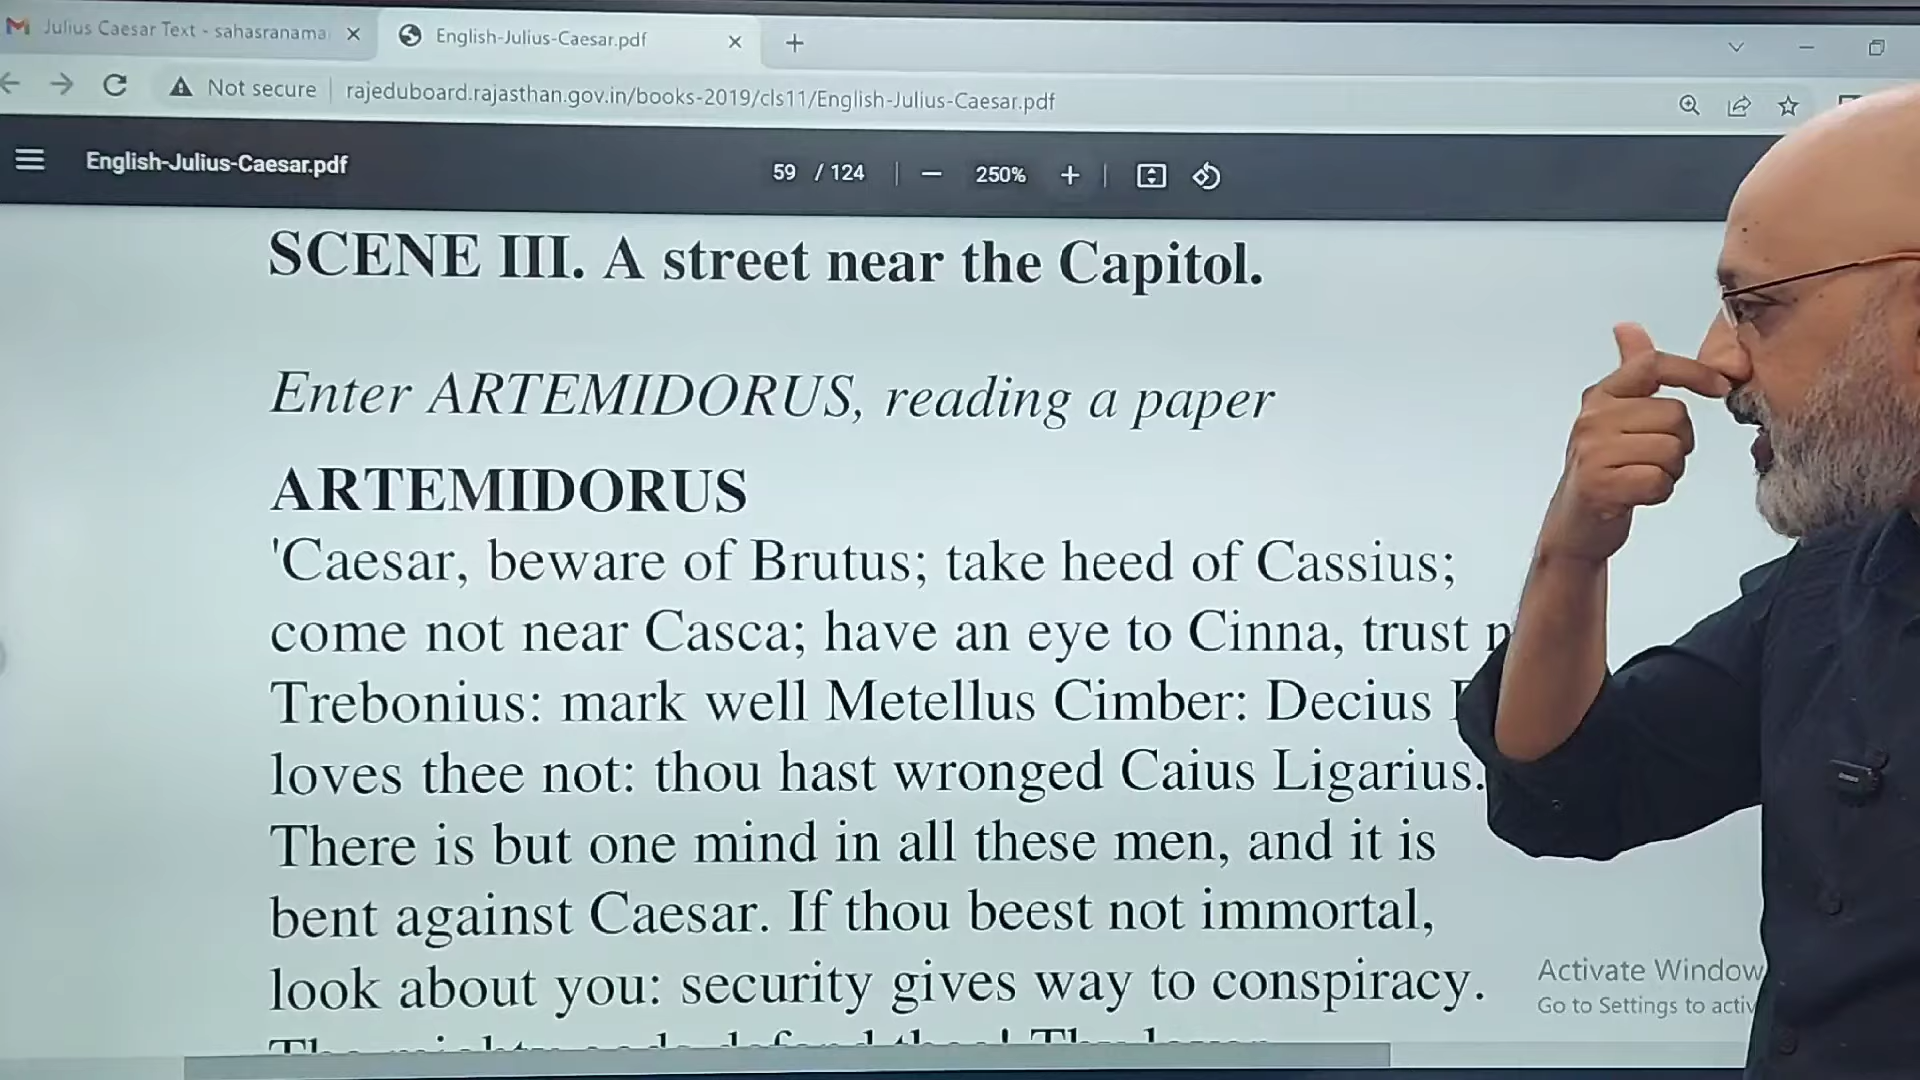 Julius Caesar Text - sahasranama
English-Julius-Caesar.pdf
Not secure
rajeduboard.rajasthan.gov.in/books-2019/cls11/English-Julius-Caesar.pdf
English-Julius-Caesar.pdf
59 / 124
250%
SCENE III. A street near the Capitol.
Enter ARTEMIDORUS, reading a paper
ARTEMIDORUS
'Caesar, beware of Brutus; take heed of Cassius;
come not near Casca; have an eye to Cinna, trust
Trebonius: mark well Metellus Cimber: Decius
loves thee not: thou hast wronged Caius Ligarius.
There is but one mind in all these men, and it is
bent against Caesar. If thou beest not immortal,
look about you: security gives way to conspiracy.
Activate Window
Go to Settings to activ